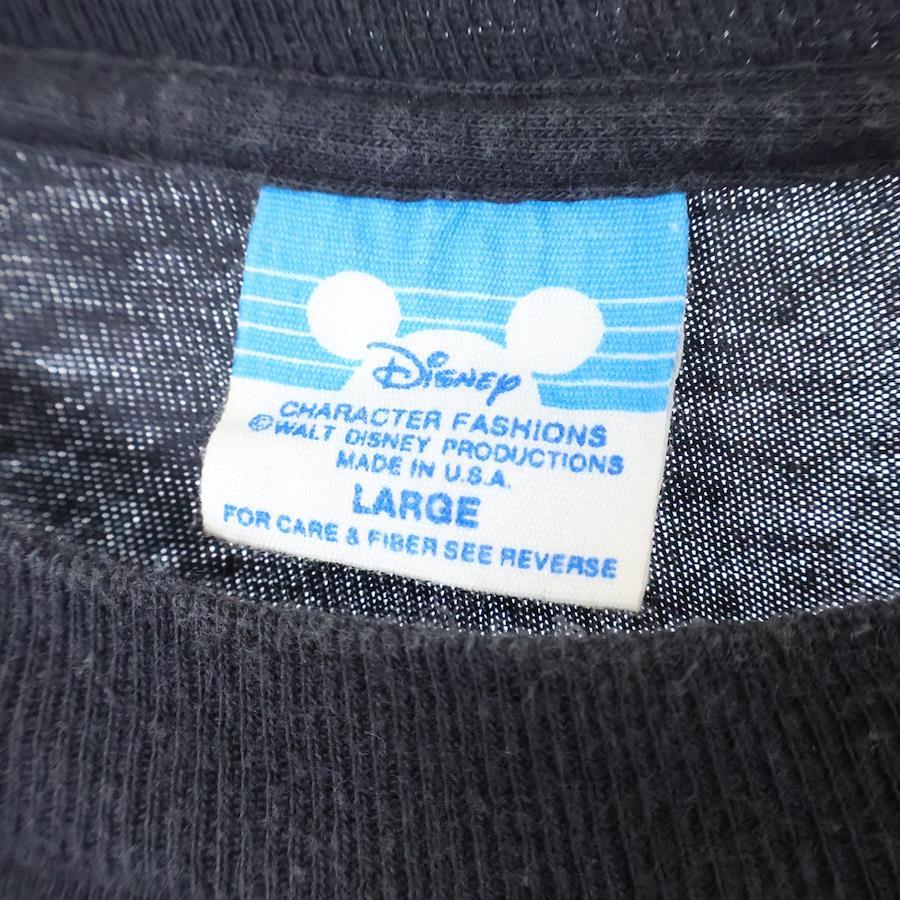 Disney
CHARACTER FASHIONS
©WALT DISNEY PRODUCTIONS
MADE IN U.S.A.
LARGE
FOR CARE & FIBER SEE REVERSE